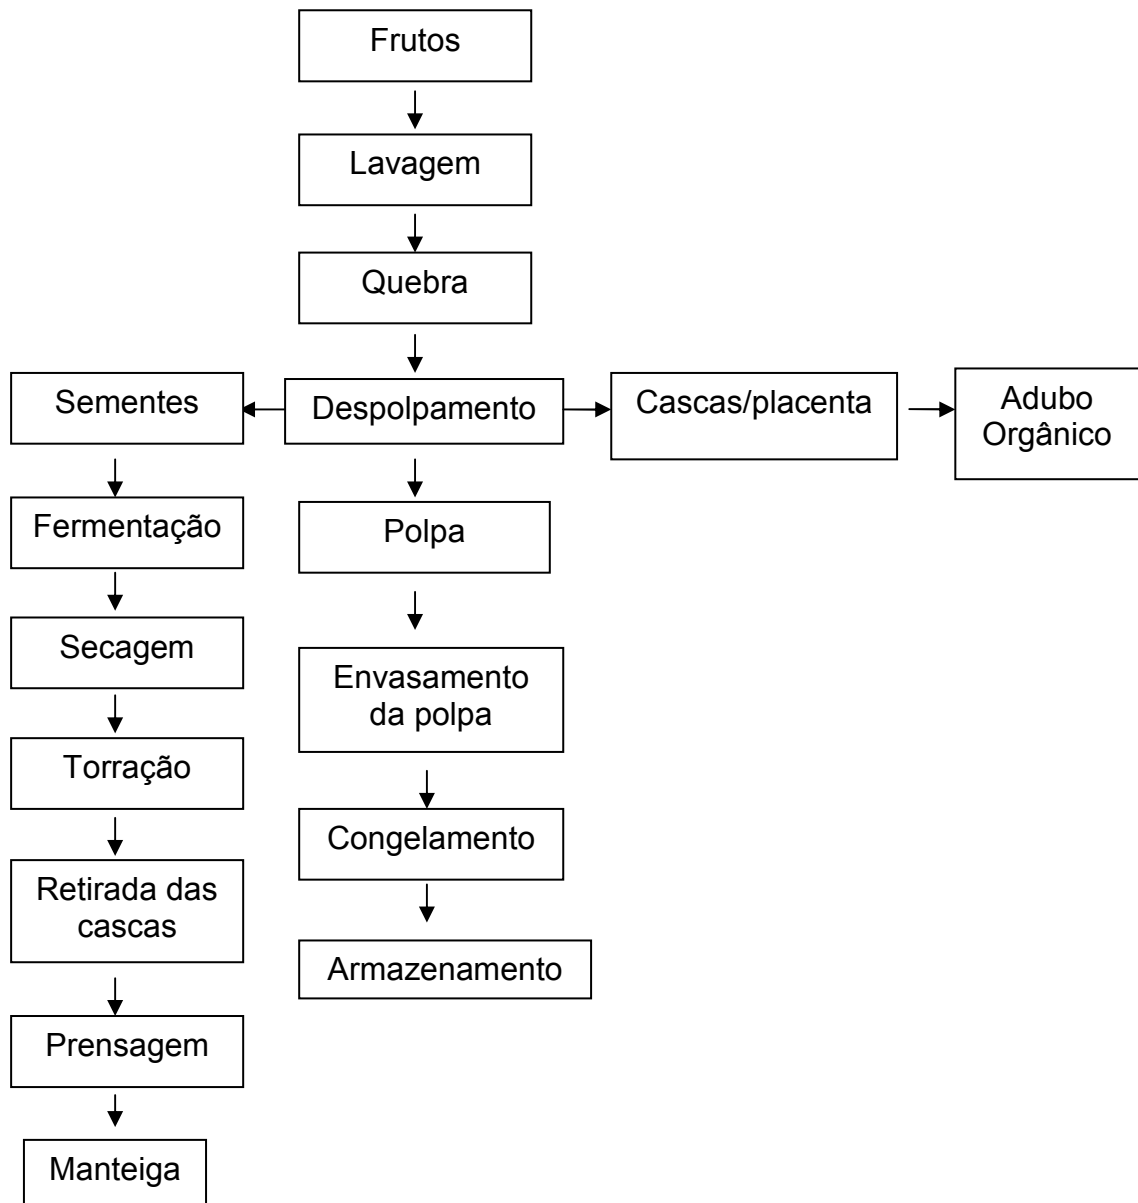 Frutos
Lavagem
Quebra
Sementes
Despolpamento
Cascas/placenta
Adubo
Orgânico
Fermentação
Polpa
Secagem
Envasamento
da polpa
Torração
Congelamento
Retirada das
cascas
Armazenamento
Prensagem
Manteiga